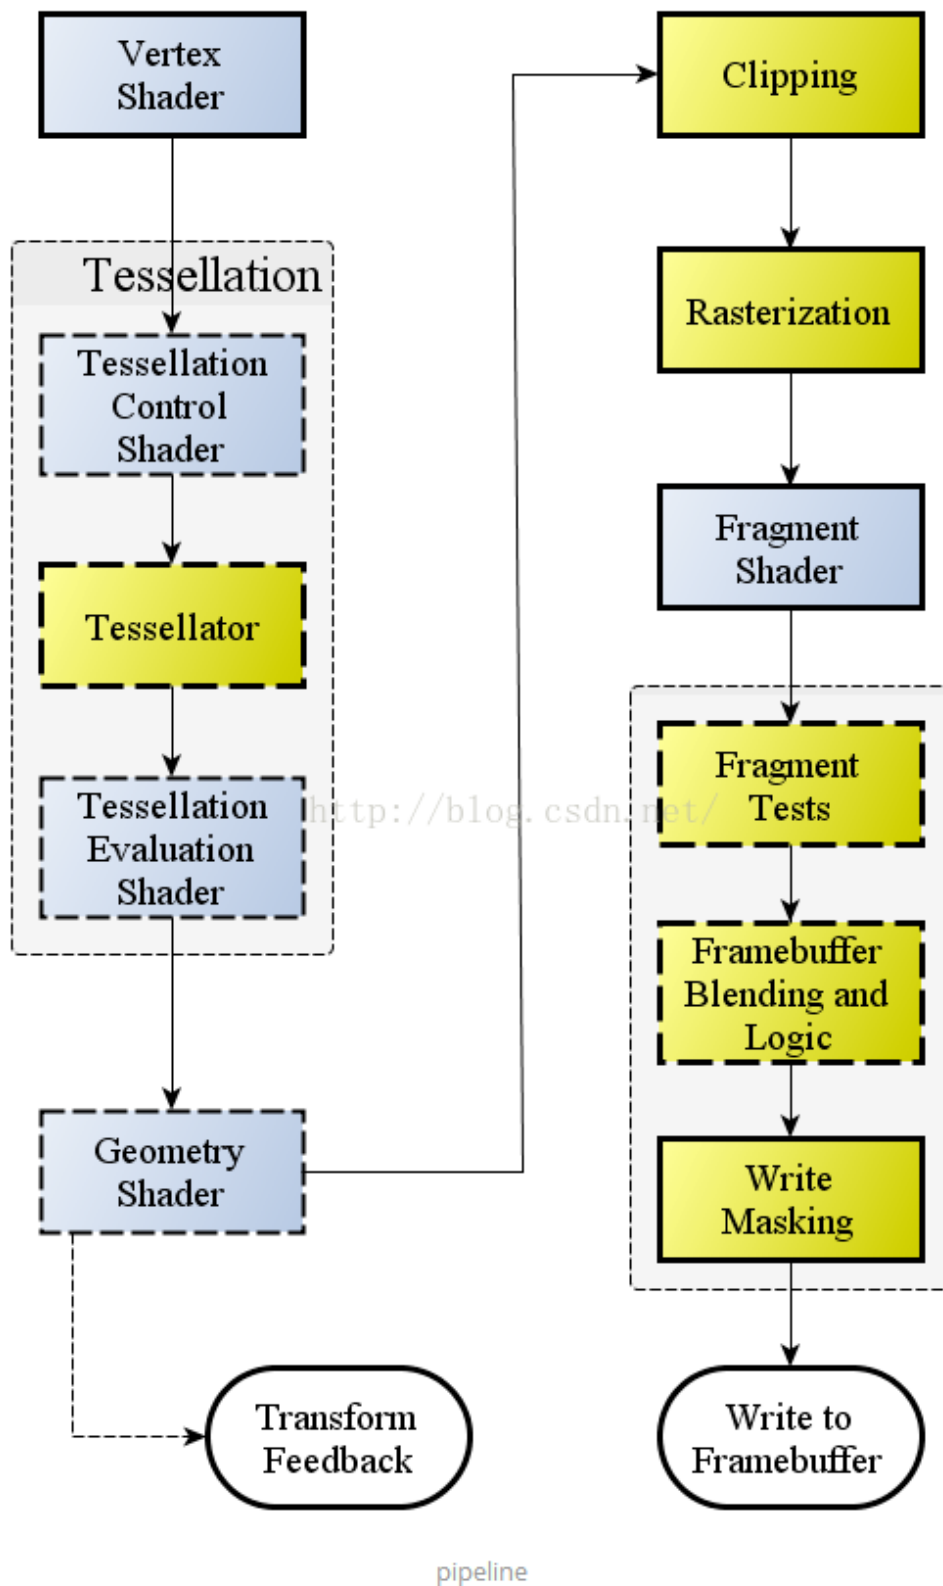 Vertex
Shader
Tessellation
Tessellation
Control
Shader
Tessellator
Tessellation
Evaluation
Shader
Geometry
Shader
Transform
Feedback
Clipping
Rasterization
Fragment
Shader
Fragment
Tests
Framebuffer
Blending and
Logic
Write
Masking
Write to
Framebuffer
http://blog.csdn.net/
pipeline